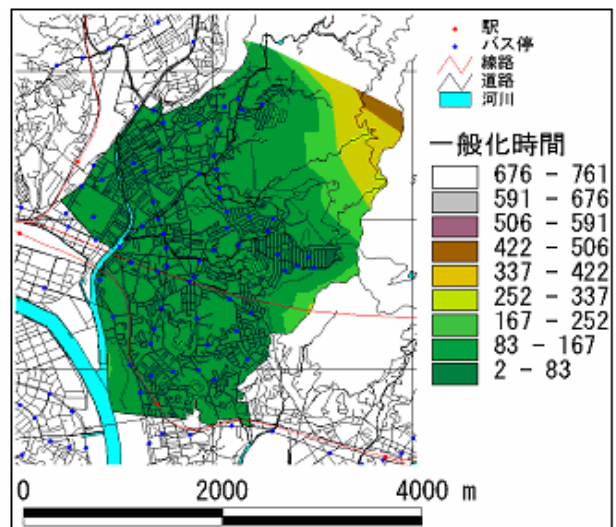 駅
バス停
線路
道路
河川
一般化時間
676 - 761
591 - 676
506 - 591
422 - 506
337 - 422
252 - 337
167 - 252
83 - 167
2 - 83
0 2000 4000 m